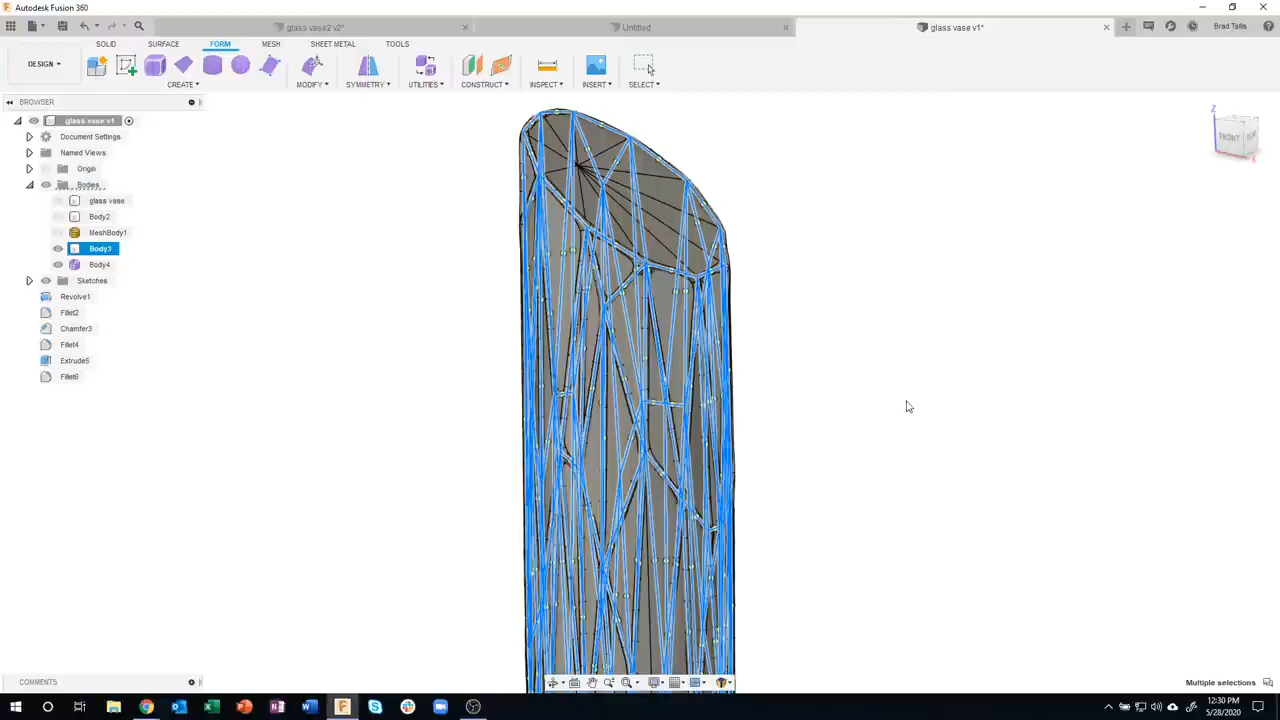 Autodesk Fusion 360
glass vase2 v2*
Untitled
glass vase v1*
Brad Tallis
SOLID
SURFACE
FORM
MESH
SHEET METAL
TOOLS
DESIGN
CREATE
MODIFY
SYMMETRY
UTILITIES
CONSTRUCT
INSPECT
INSERT
SELECT
BROWSER
glass vase v1
Document Settings
Named Views
Origin
Bodies
glass vase
Body2
MeshBody1
Body3
Body4
Sketches
Revolve1
Fillet2
Chamfer3
Fillet4
Extrude5
Fillet6
Z
FRONT
X
COMMENTS
Multiple selections
12:30 PM
5/28/2020